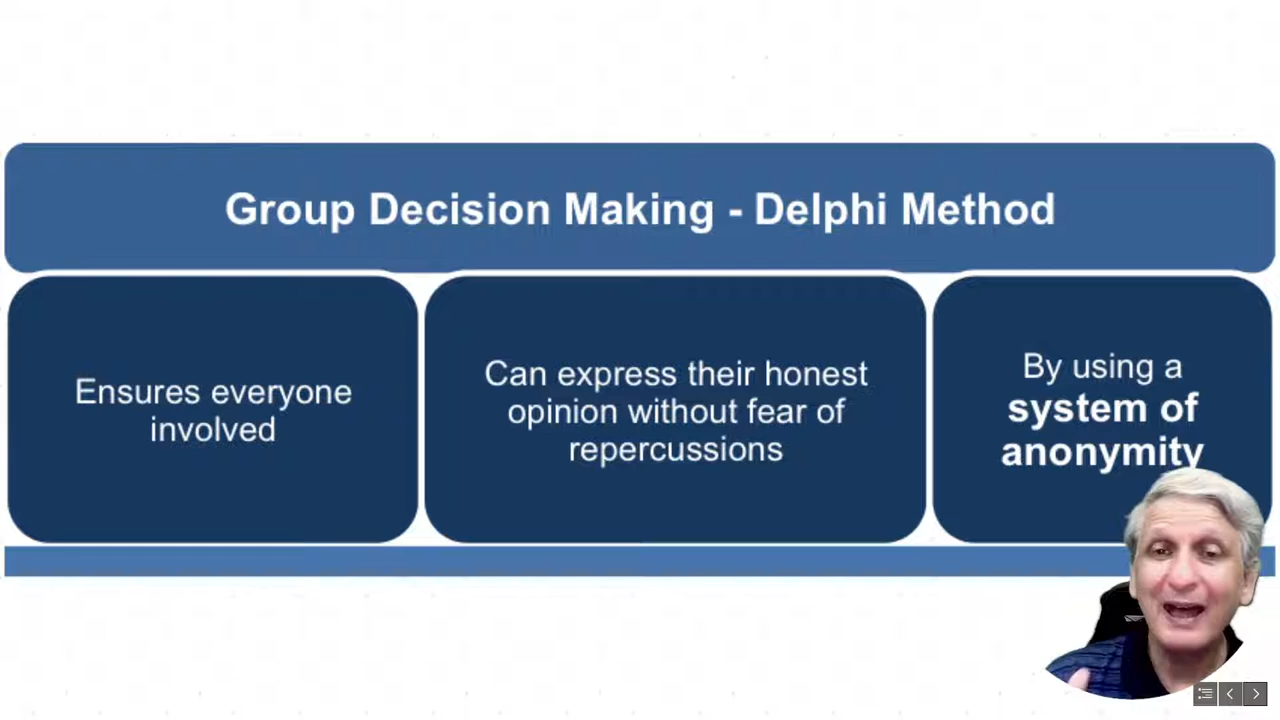 Group Decision Making - Delphi Method
Ensures everyone
involved
Can express their honest
opinion without fear of
repercussions
By using a
system of
anonymity